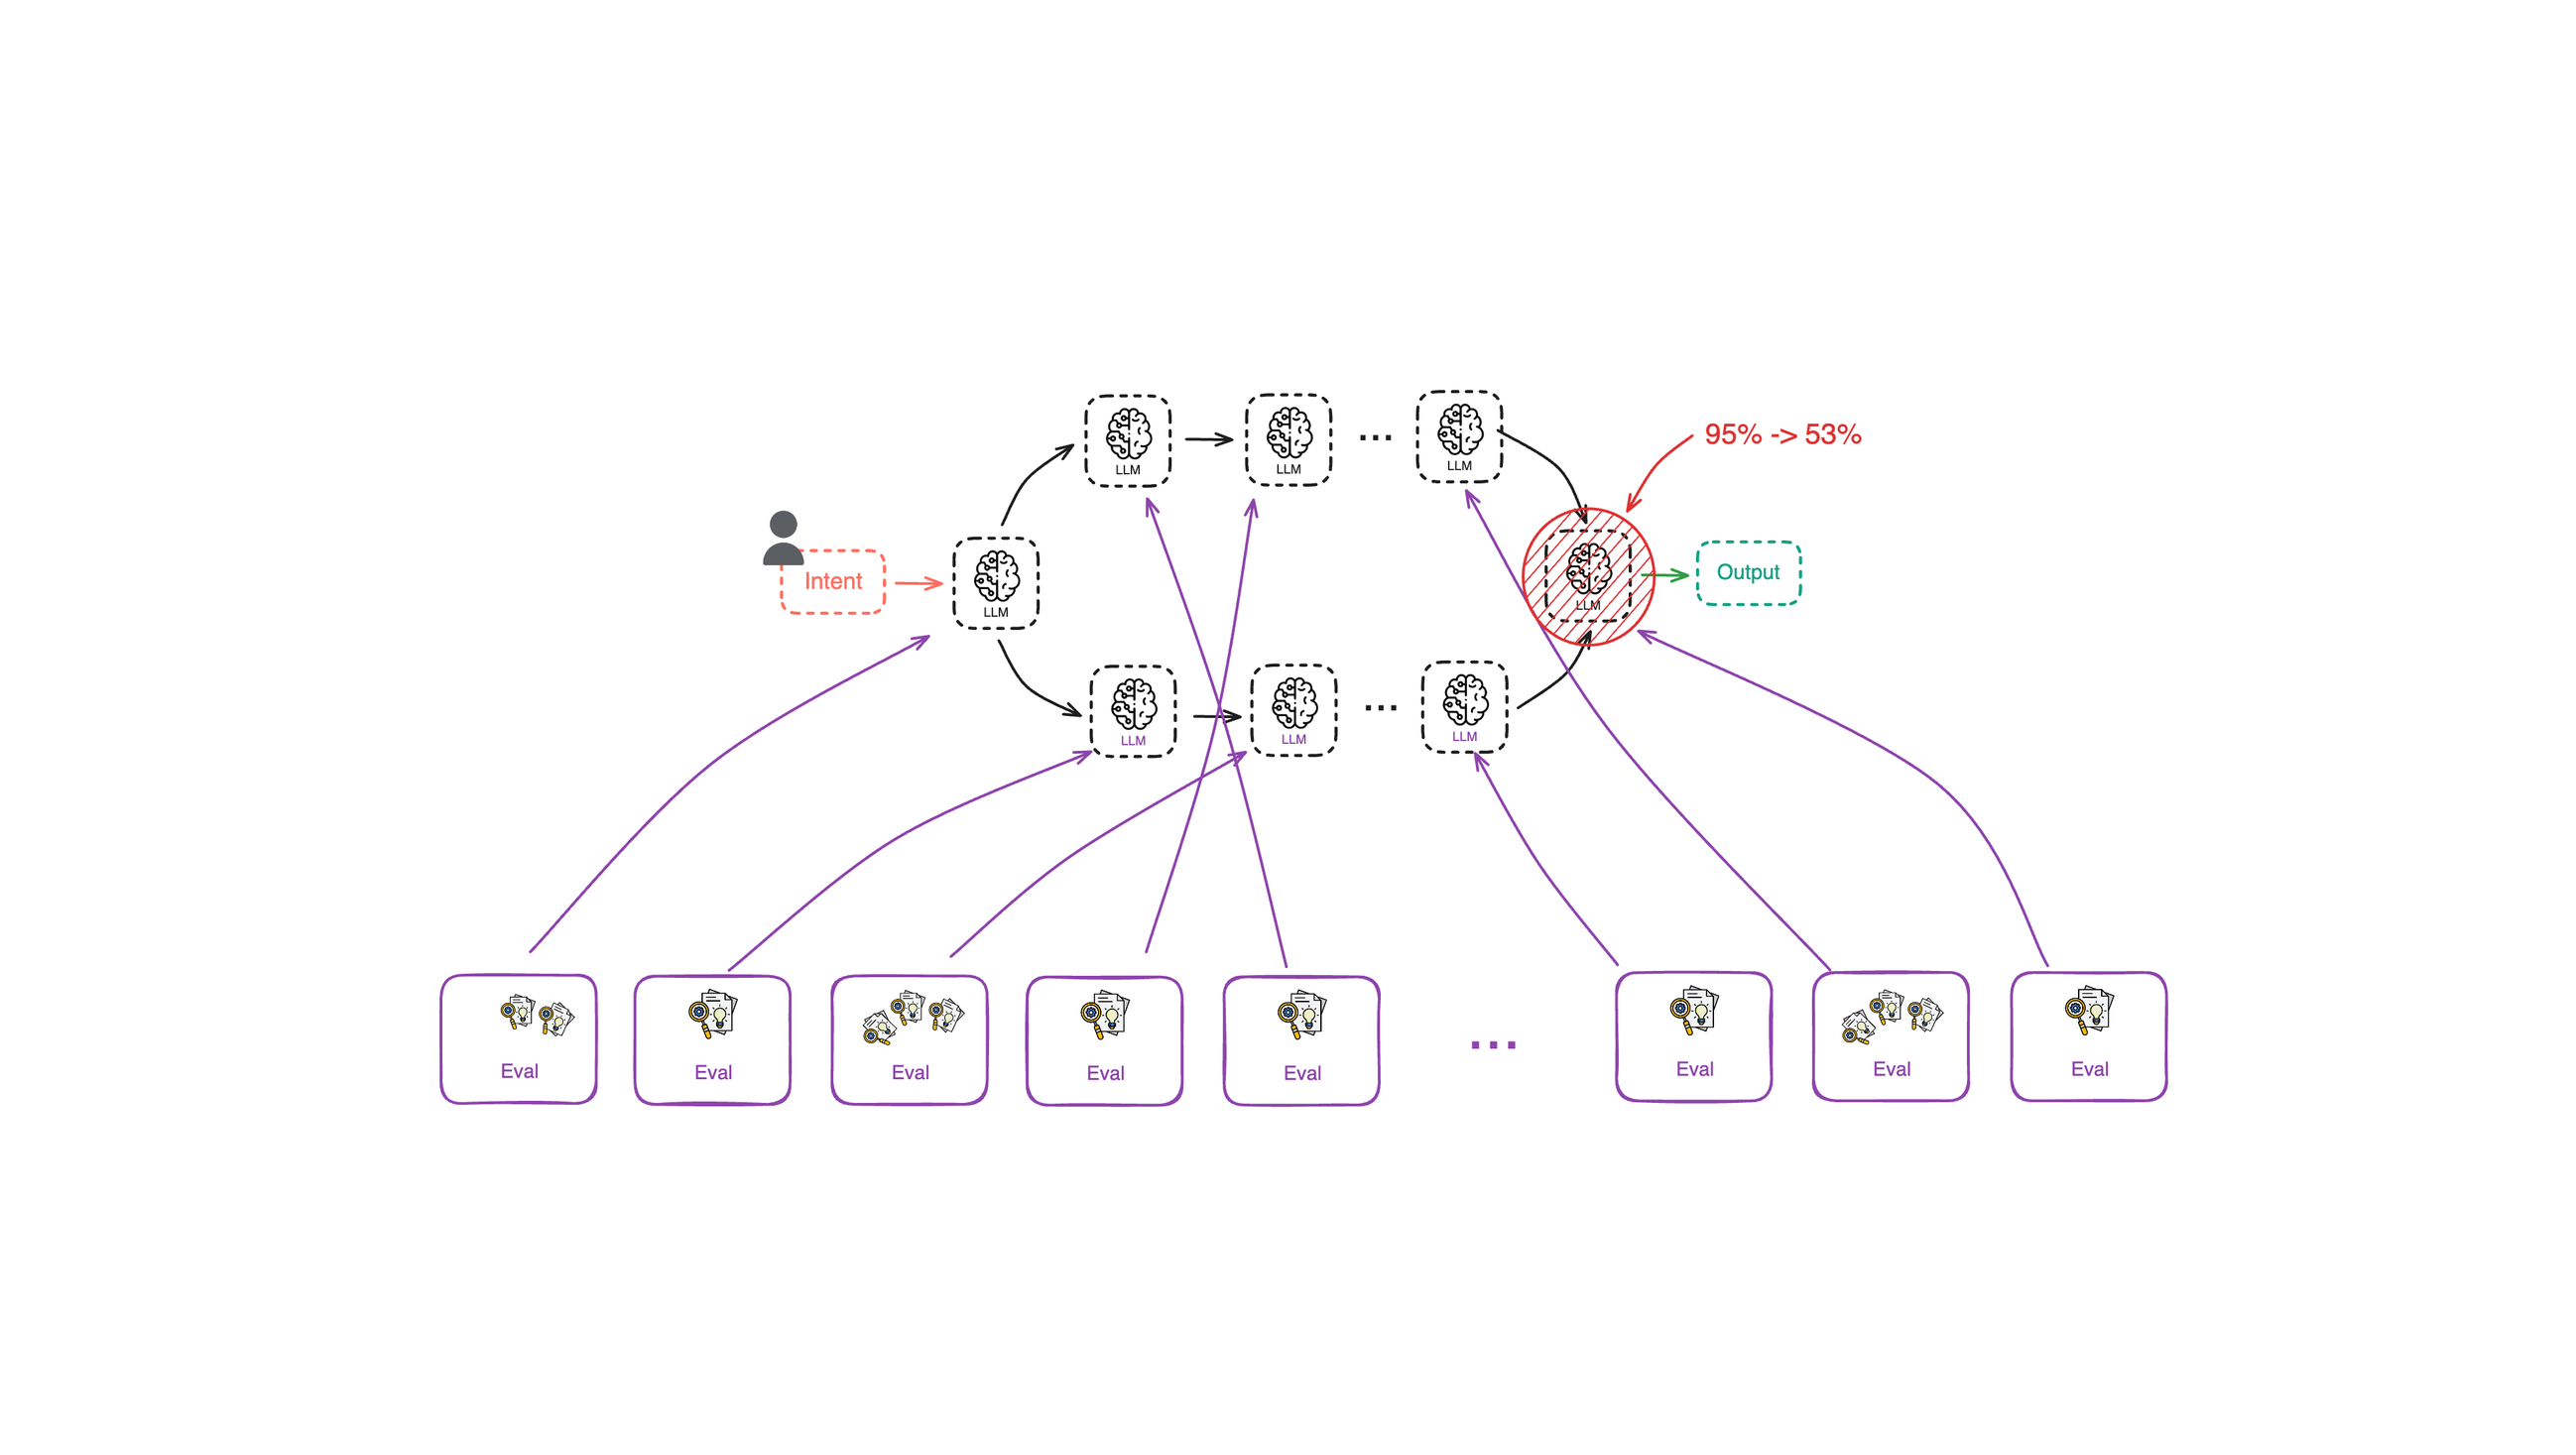 LLM
LLM
...
LLM
95% -> 53%
Intent
LLM
LLM
Output
LLM
LLM
...
LLM
Eval
Eval
Eval
Eval
Eval
...
Eval
Eval
Eval